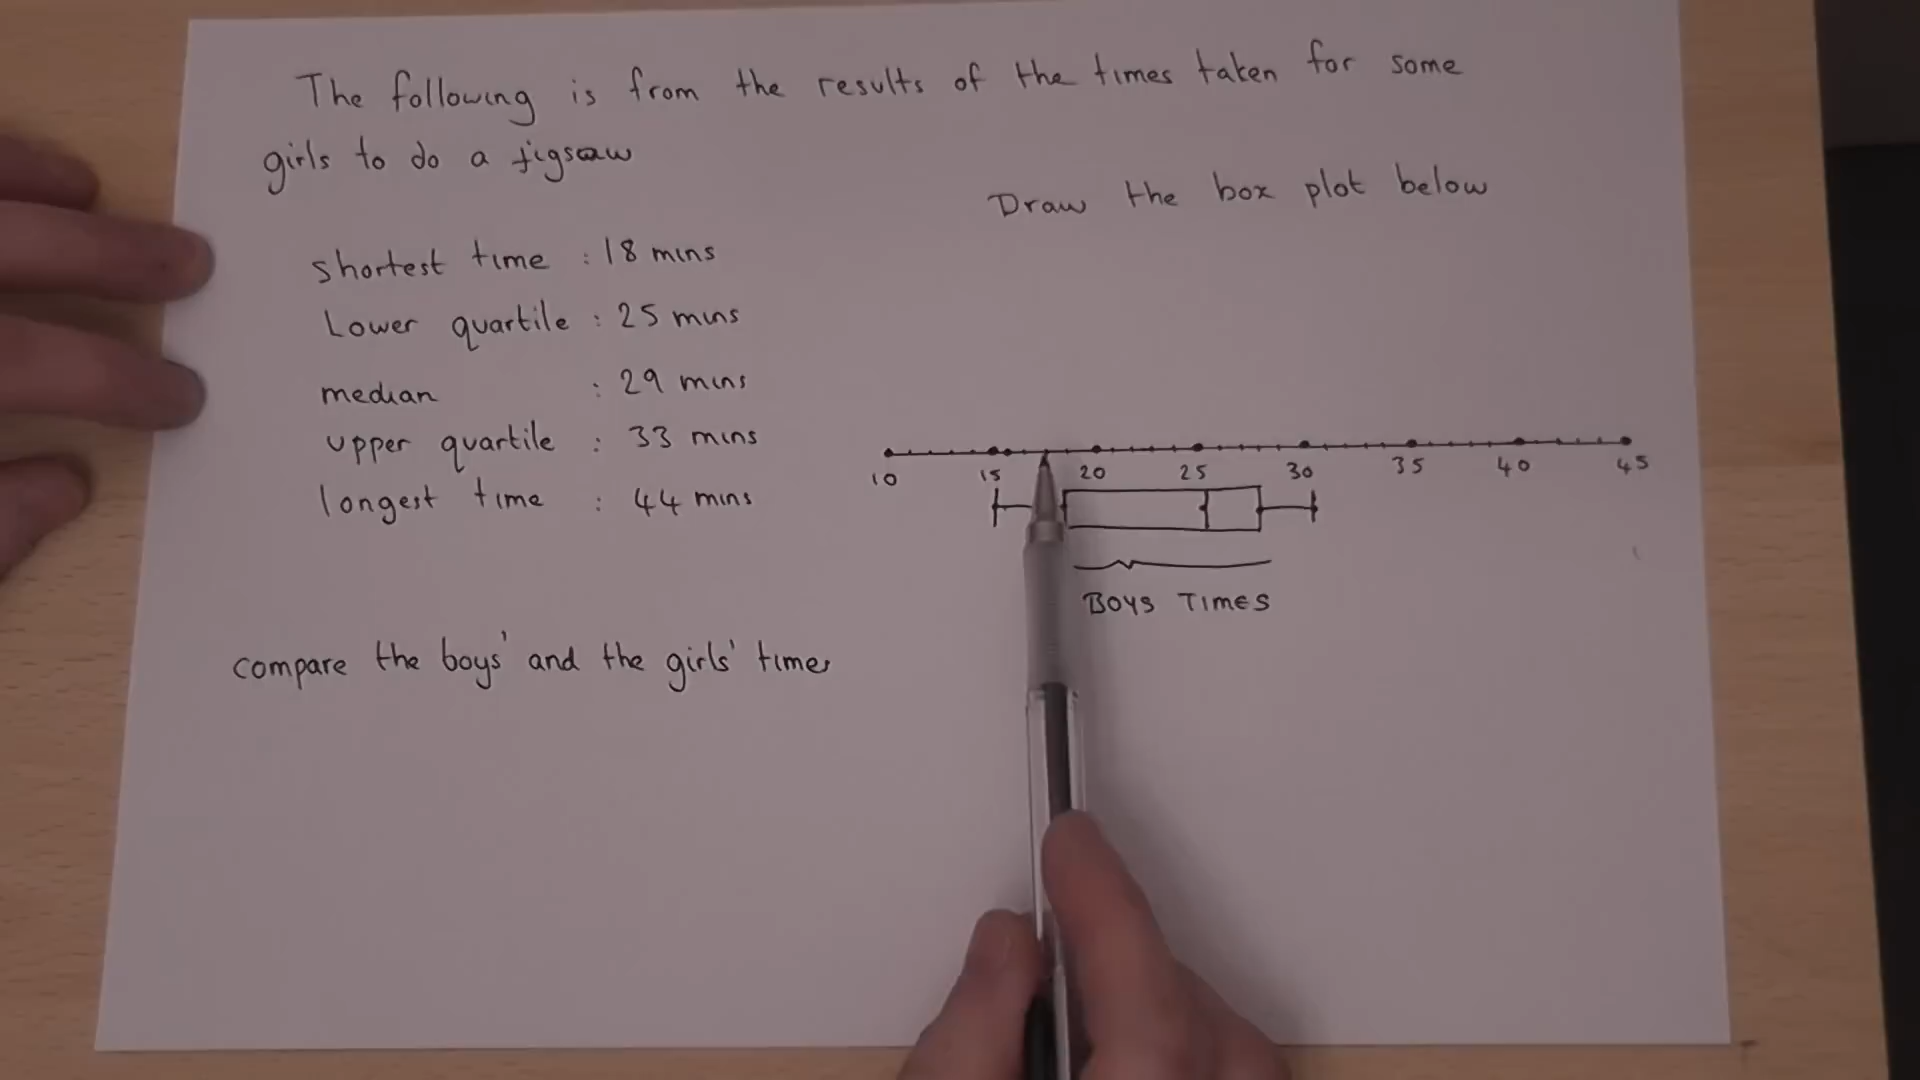 The following is from the results of the times taken for some
girls to do a jigsaw
Draw the box plot below
shortest time : 18 mins
Lower quartile : 25 mins
median : 29 mins
upper quartile : 33 mins
longest time : 44 mins
10 15 20 25 30 35 40 45
BOYS TIMES
compare the boys' and the girls' times